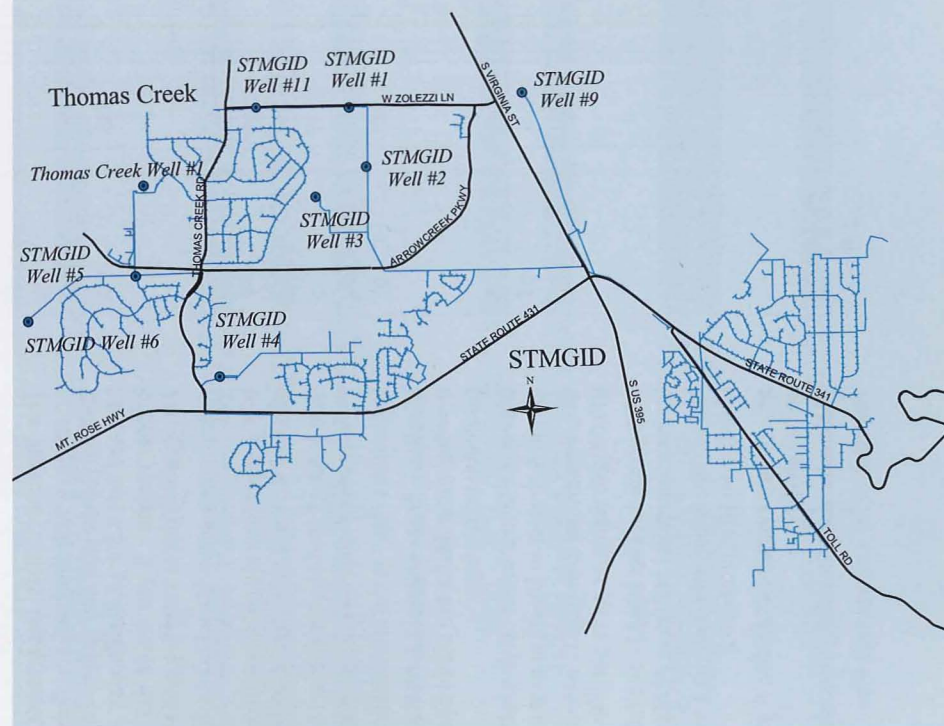 STMGID
Well #11
STMGID
Well #1
S VIRGINIA ST
STMGID
Well #9
Thomas Creek
W ZOLEZZI LN
Thomas Creek Well #1
STMGID
Well #2
THOMAS CREEK RD
STMGID
Well #3
ARROWCREEK PKWY
STMGID
Well #5
STMGID Well #6
STMGID
Well #4
STATE ROUTE 431
STMGID
N
STATE ROUTE 341
S US 395
MT. ROSE HWY
TOLL RD